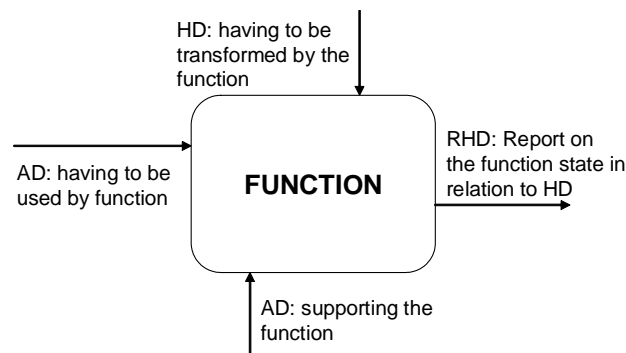 HD: having to be
transformed by the
function
AD: having to be
used by function
FUNCTION
RHD: Report on
the function state in
relation to HD
AD: supporting the
function